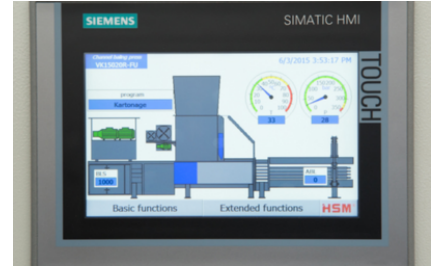 SIEMENS
SIMATIC HMI
TOUCH
Channel baling press
VK15020R-FU
6/3/2015 3:53:17 PM
program
Kartonage
33
28
1000
0
Basic functions
Extended functions
HSM